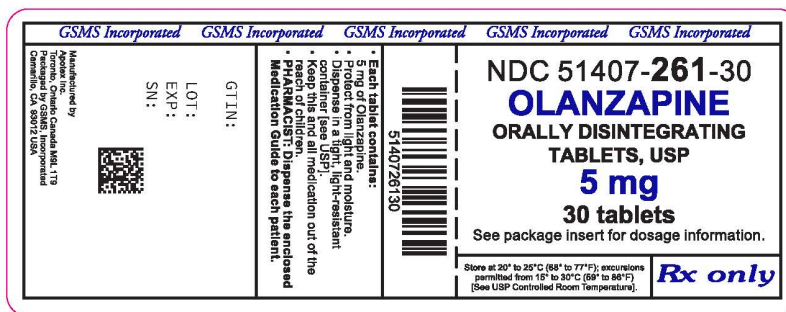 GSMS Incorporated GSMS Incorporated GSMS Incorporated GSMS Incorporated GSMS Incorporated
Manufactured by
Apotex Inc.
Toronto, Ontario Canada M9L 1T9
Packaged by GSMS, Incorporated
Camarillo, CA 93012 USA
GTIN:
LOT:
EXP:
SN:
• Each tablet contains:
5 mg of Olanzapine.
• Protect from light and moisture.
• Dispense in a tight, light-resistant
container [see USP].
• Keep this and all medication out of the
reach of children.
• PHARMACIST: Dispense the enclosed
Medication Guide to each patient.
5140726130
NDC 51407-261-30
OLANZAPINE
ORALLY DISINTEGRATING
TABLETS, USP
5 mg
30 tablets
See package insert for dosage information.
Store at 20° to 25°C (68° to 77°F); excursions
permitted from 15° to 30°C (59° to 86°F)
[See USP Controlled Room Temperature].
Rx only